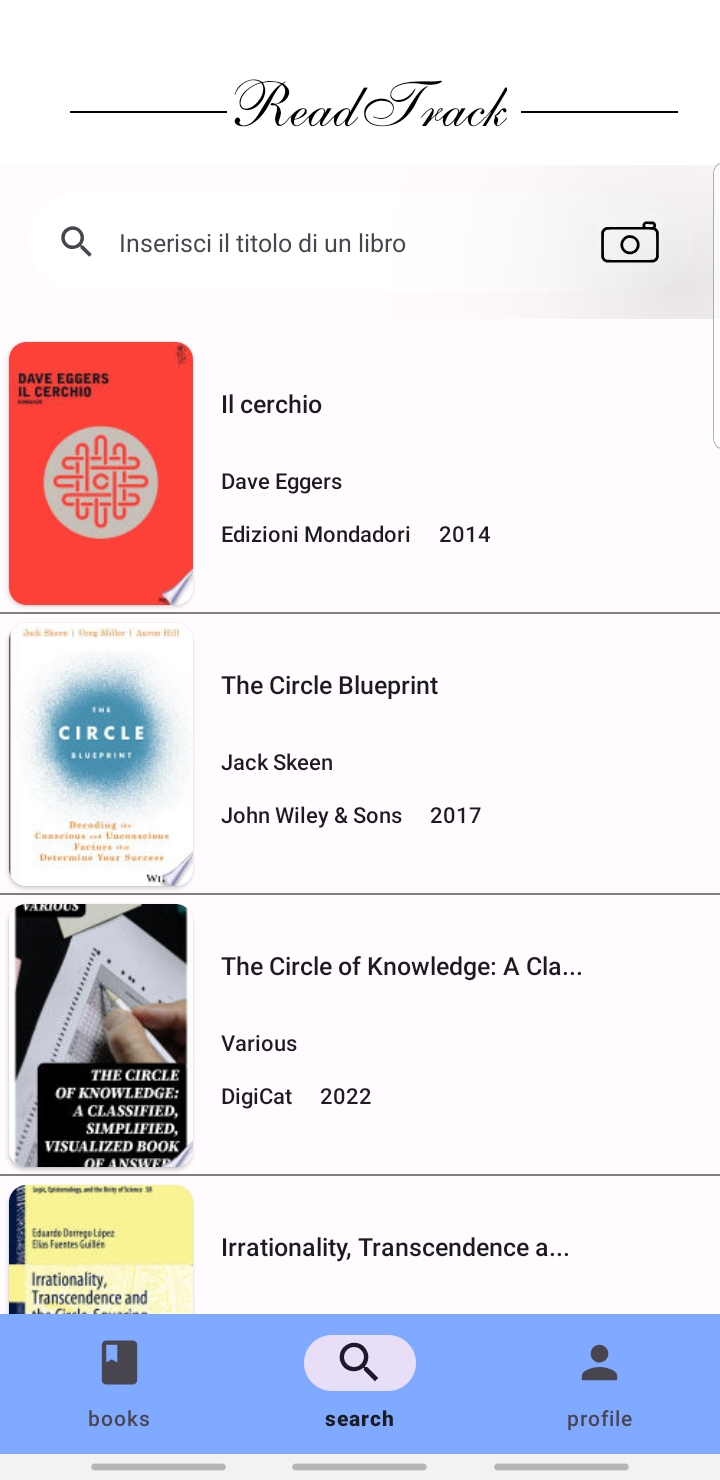 ReadTrack
Inserisci il titolo di un libro
DAVE EGGERS
IL CERCHIO
Il cerchio
Dave Eggers
Edizioni Mondadori 2014
Jack Skeen | Greg Miller | Aaron Hill
THE
CIRCLE
BLUEPRINT
Decoding the
Conscious and Unconscious
Factors that
Determine Your Success
The Circle Blueprint
Jack Skeen
John Wiley & Sons 2017
VARIOUS
THE CIRCLE
OF KNOWLEDGE:
A CLASSIFIED,
SIMPLIFIED,
VISUALIZED BOOK
OF ANSWER
The Circle of Knowledge: A Cla...
Various
DigiCat 2022
Logic, Epistemology, and the Unity of Science 58
Eduardo Dorrego López
Elías Fuentes Guillén
Irrationality,
Transcendence and
the Circle-Squaring
Irrationality, Transcendence a...
books
search
profile